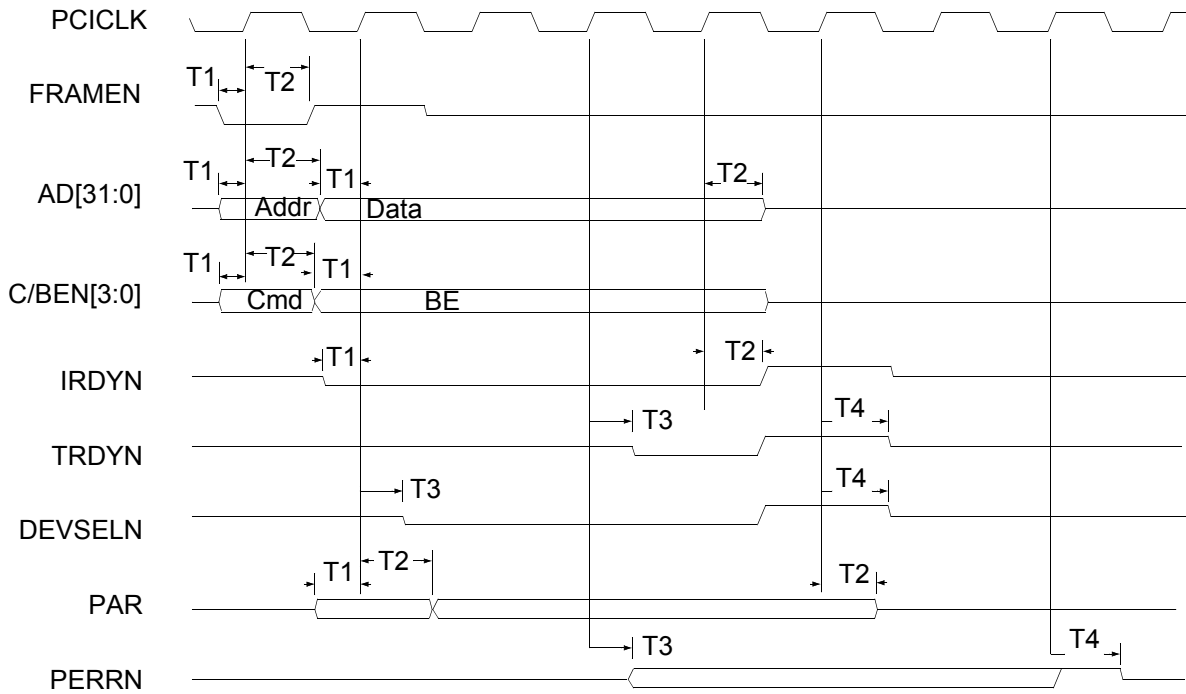 PCICLK
T1
T2
FRAMEN
T1
T2
T1
T2
AD[31:0]
Addr
Data
T1
T2
T1
C/BEN[3:0]
Cmd
BE
T1
T2
IRDYN
T3
T4
TRDYN
T3
T4
DEVSELN
T1
T2
T2
PAR
T3
T4
PERRN